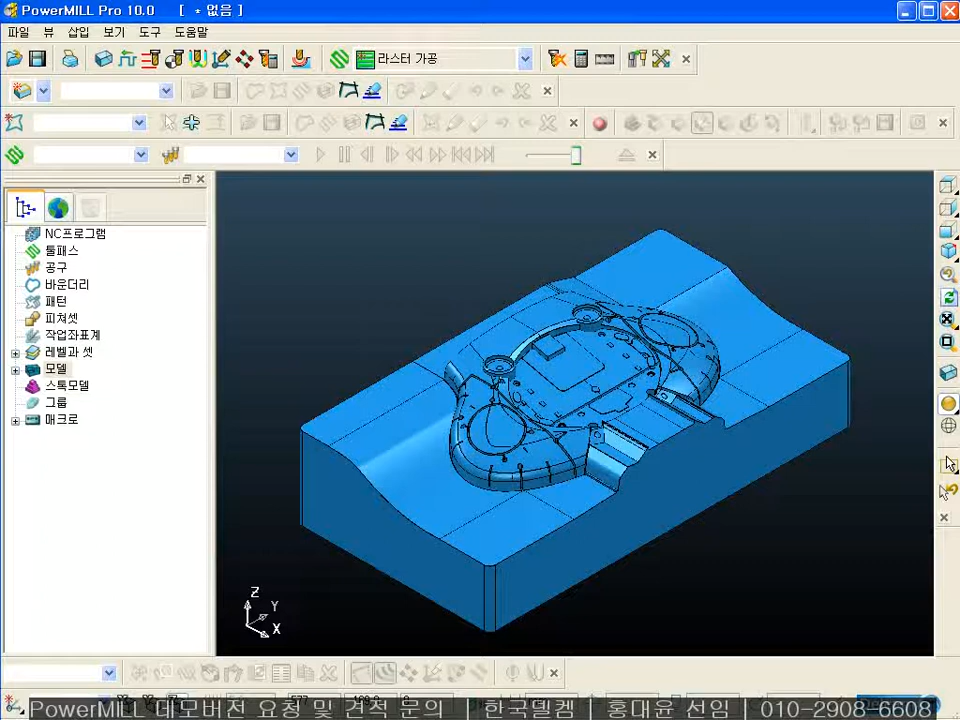 PowerMILL Pro 10.0 [ * 없음 ]
파일 뷰 삽입 보기 도구 도움말
라스터 가공
NC프로그램
툴패스
공구
바운더리
패턴
피쳐셋
작업좌표계
레벨과 셋
모델
스톡모델
그룹
매크로
Z
Y
X
PowerMILL 데모버전 요청 및 견적 문의 | 한국델켐 | 홍대윤 선임 | 010-2908-6608